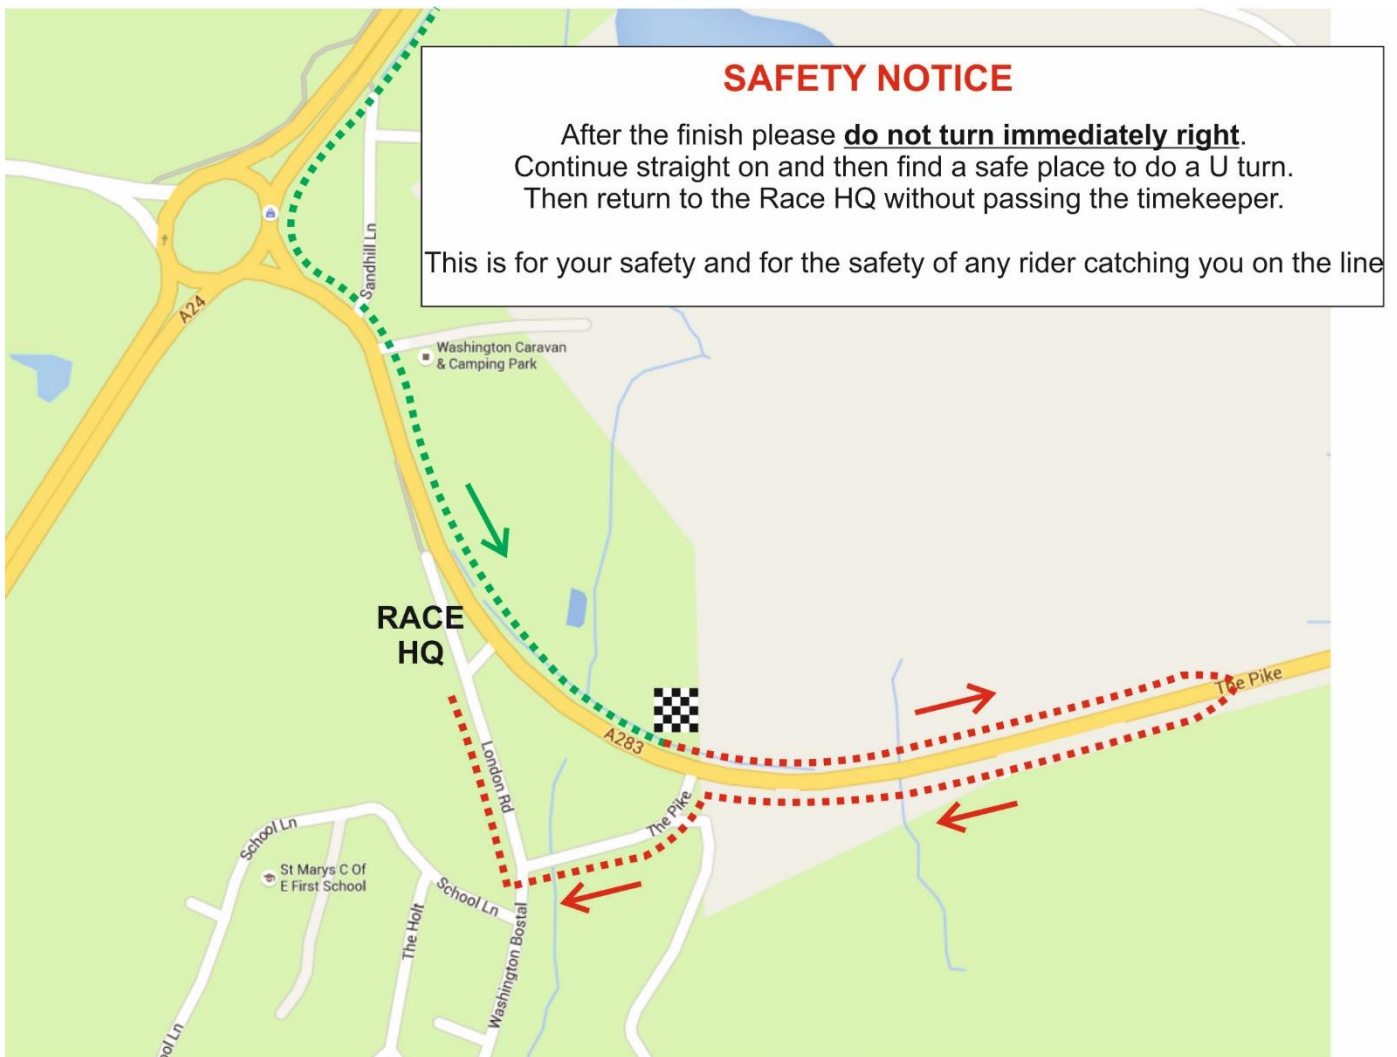 SAFETY NOTICE
After the finish please do not turn immediately right.
Continue straight on and then find a safe place to do a U turn.
Then return to the Race HQ without passing the timekeeper.
This is for your safety and for the safety of any rider catching you on the line
Sandhill Ln
A24
Washington Caravan
& Camping Park
RACE
HQ
The Pike
A283
London Rd
The Pike
School Ln
St Marys C Of
E First School
School Ln
The Holt
Washington Bostal
ool Ln